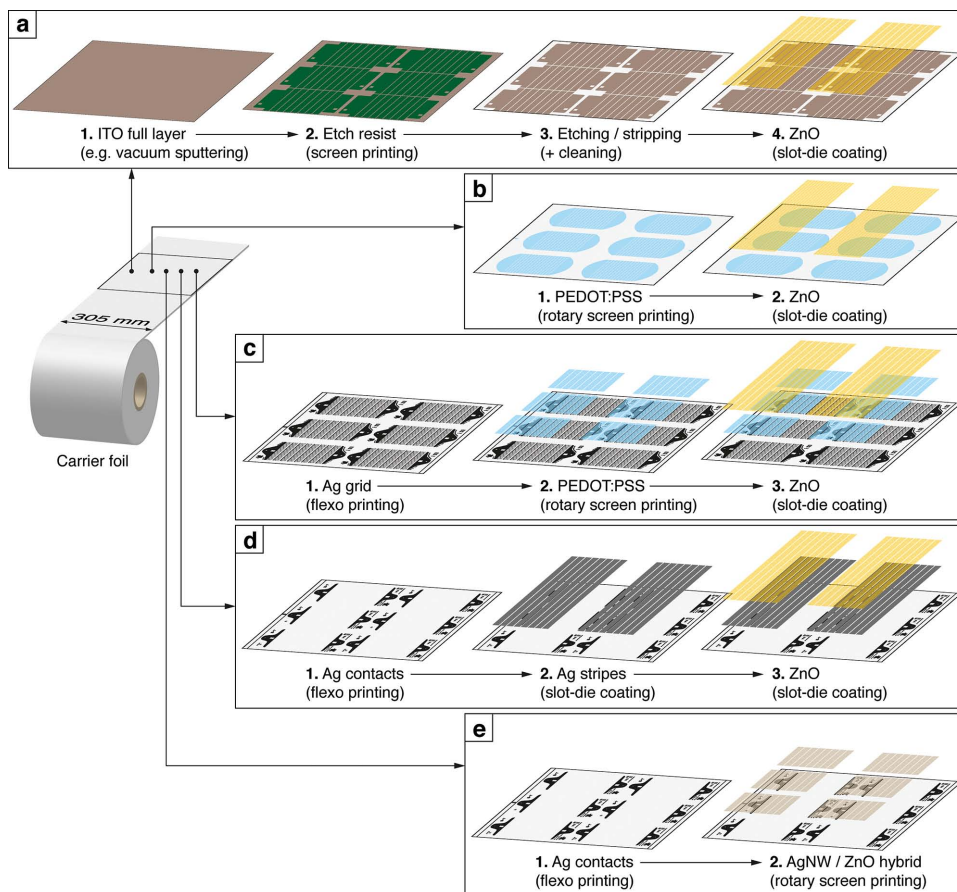 a
1. ITO full layer
(e.g. vacuum sputtering)
2. Etch resist
(screen printing)
3. Etching / stripping
(+ cleaning)
4. ZnO
(slot-die coating)
b
1. PEDOT:PSS
(rotary screen printing)
2. ZnO
(slot-die coating)
305 mm
Carrier foil
c
1. Ag grid
(flexo printing)
2. PEDOT:PSS
(rotary screen printing)
3. ZnO
(slot-die coating)
d
1. Ag contacts
(flexo printing)
2. Ag stripes
(slot-die coating)
3. ZnO
(slot-die coating)
e
1. Ag contacts
(flexo printing)
2. AgNW / ZnO hybrid
(rotary screen printing)